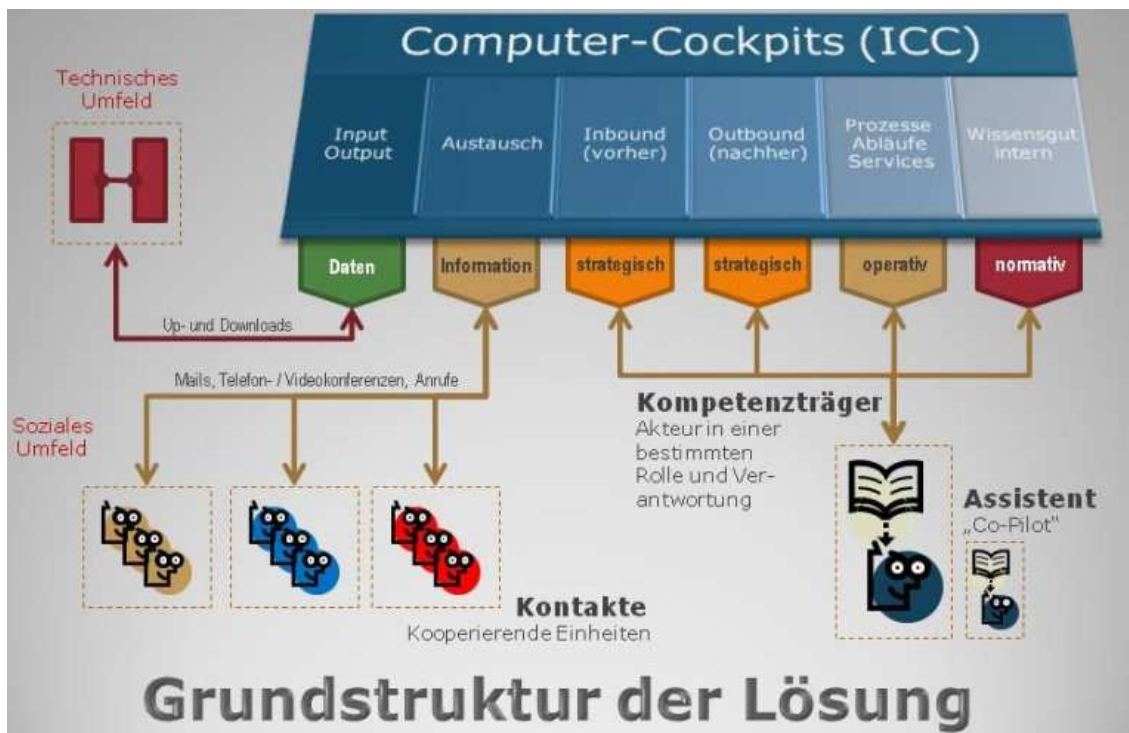 Computer-Cockpits (ICC)
Technisches
Umfeld
Input
Output
Austausch
Inbound
(vorher)
Outbound
(nachher)
Prozesse
Abläufe
Services
Wissensgut
intern
Daten
Information
strategisch
strategisch
operativ
normativ
Up- und Downloads
Mails, Telefon- / Videokonferenzen, Anrufe
Soziales
Umfeld
Kompetenzträger
Akteur in einer
bestimmten
Rolle und Ver-
antwortung
Assistent
„Co-Pilot"
Kontakte
Kooperierende Einheiten
Grundstruktur der Lösung